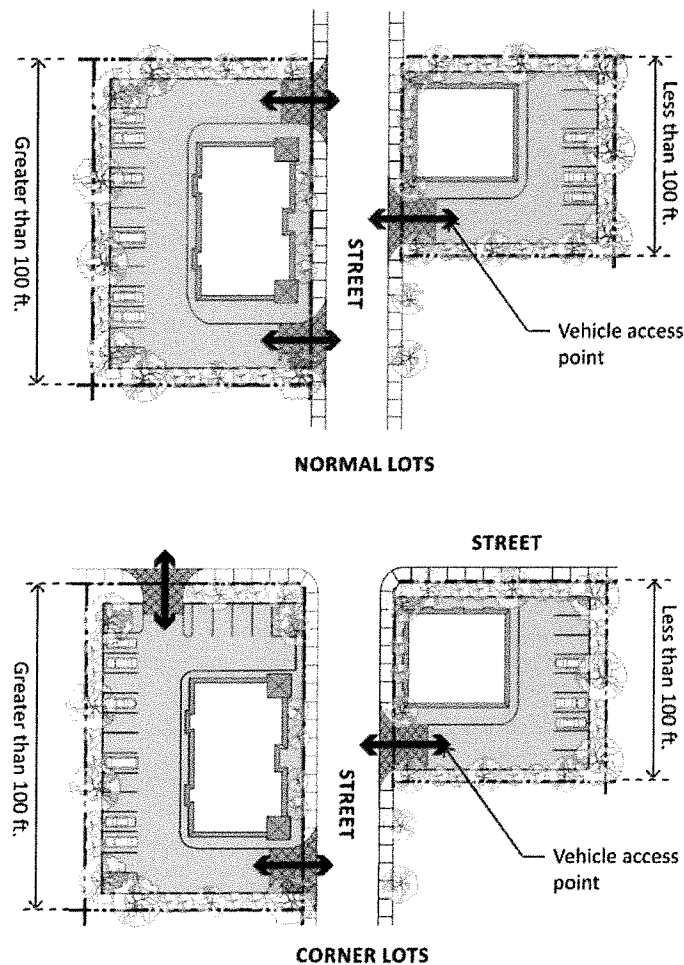 Greater than 100 ft.
STREET
Less than 100 ft.
Vehicle access
point
NORMAL LOTS
STREET
Greater than 100 ft.
STREET
Less than 100 ft.
Vehicle access
point
CORNER LOTS